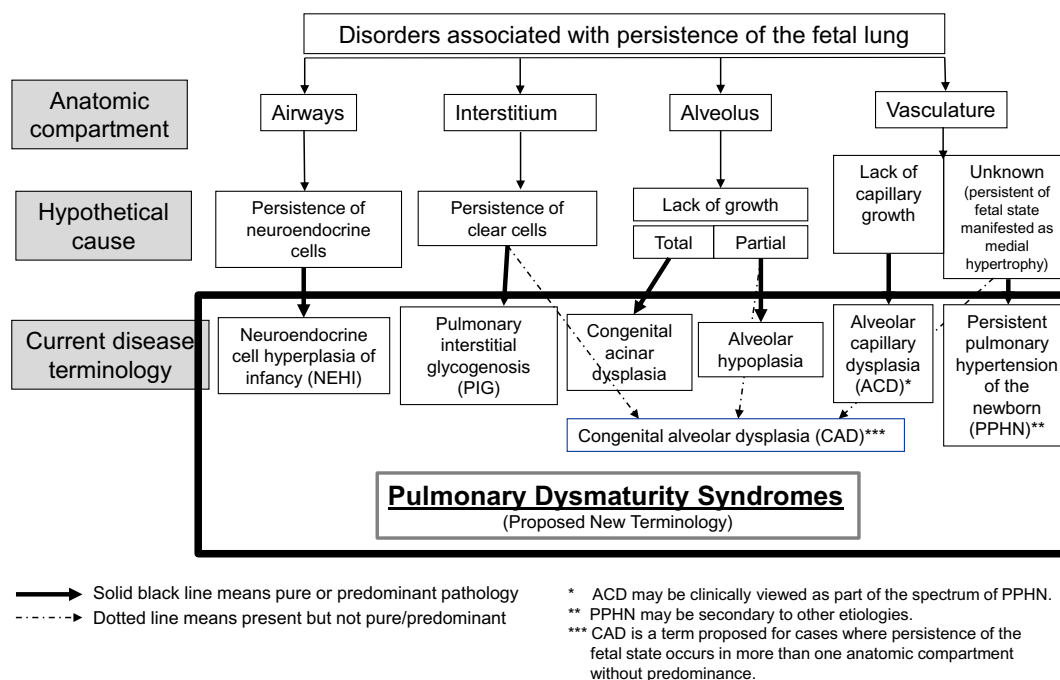 Disorders associated with persistence of the fetal lung
Anatomic
compartment
Airways
Interstitium
Alveolus
Vasculature
Hypothetical
cause
Persistence of
neuroendocrine
cells
Persistence of
clear cells
Lack of growth
Total
Partial
Lack of
capillary
growth
Unknown
(persistent of
fetal state
manifested as
medial
hypertrophy)
Current disease
terminology
Neuroendocrine
cell hyperplasia of
infancy (NEHI)
Pulmonary
interstitial
glycogenosis
(PIG)
Congenital
acinar
dysplasia
Alveolar
hypoplasia
Alveolar
capillary
dysplasia
(ACD)*
Persistent
pulmonary
hypertension
of the
newborn
(PPHN)**
Congenital alveolar dysplasia (CAD)***
Pulmonary Dysmaturity Syndromes
(Proposed New Terminology)
Solid black line means pure or predominant pathology
Dotted line means present but not pure/predominant
* ACD may be clinically viewed as part of the spectrum of PPHN.
** PPHN may be secondary to other etiologies.
*** CAD is a term proposed for cases where persistence of the
fetal state occurs in more than one anatomic compartment
without predominance.